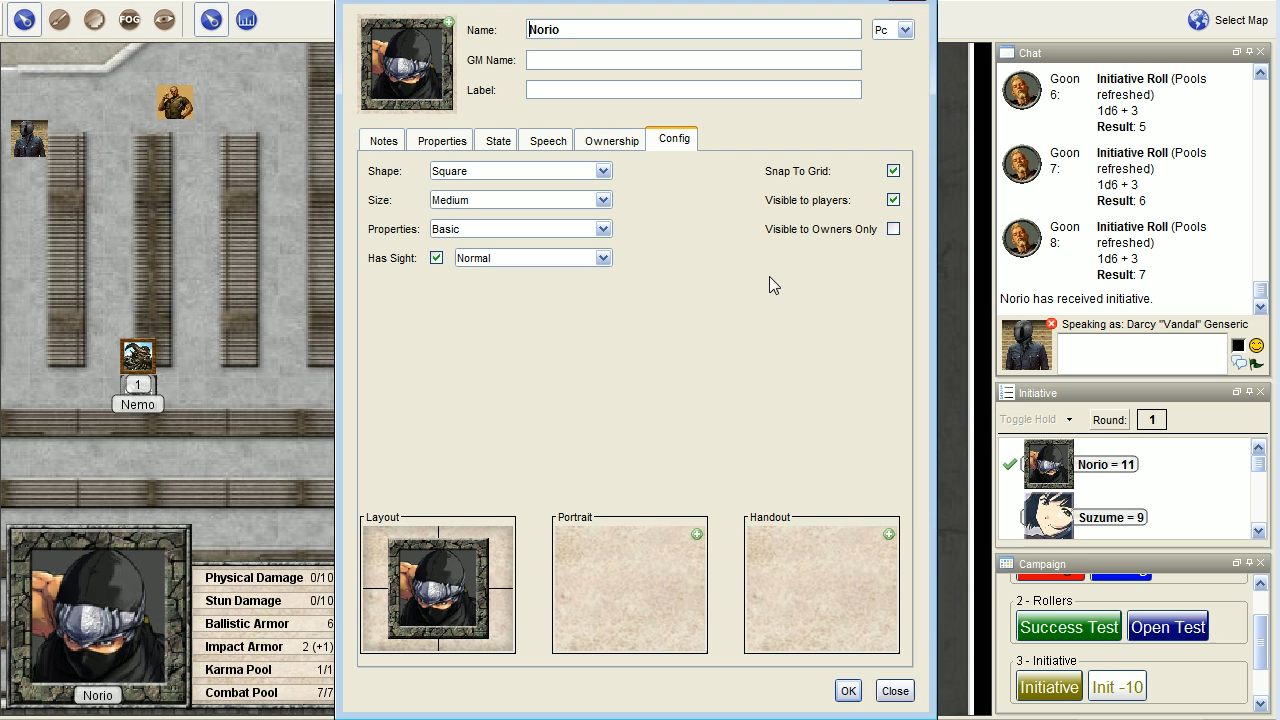 FOG
Select Map
Name:
Norio
Pc
GM Name:
Label:
Notes
Properties
State
Speech
Ownership
Config
Shape:
Square
Snap To Grid:
Size:
Medium
Visible to players:
Properties:
Basic
Visible to Owners Only
Has Sight:
Normal
Layout
Portrait
Handout
OK
Close
1
Nemo
Norio
Physical Damage 0/10
Stun Damage 0/10
Ballistic Armor 6
Impact Armor 2 (+1)
Karma Pool 1/1
Combat Pool 7/7
Chat
Goon 6:
Initiative Roll (Pools
refreshed)
1d6 + 3
Result: 5
Goon 7:
Initiative Roll (Pools
refreshed)
1d6 + 3
Result: 6
Goon 8:
Initiative Roll (Pools
refreshed)
1d6 + 3
Result: 7
Norio has received initiative.
Speaking as: Darcy "Vandal" Genseric
Initiative
Toggle Hold
Round:
1
Norio = 11
Syrume = 9
Campaign
2 - Rollers
Success Test
Open Test
3 - Initiative
Initiative